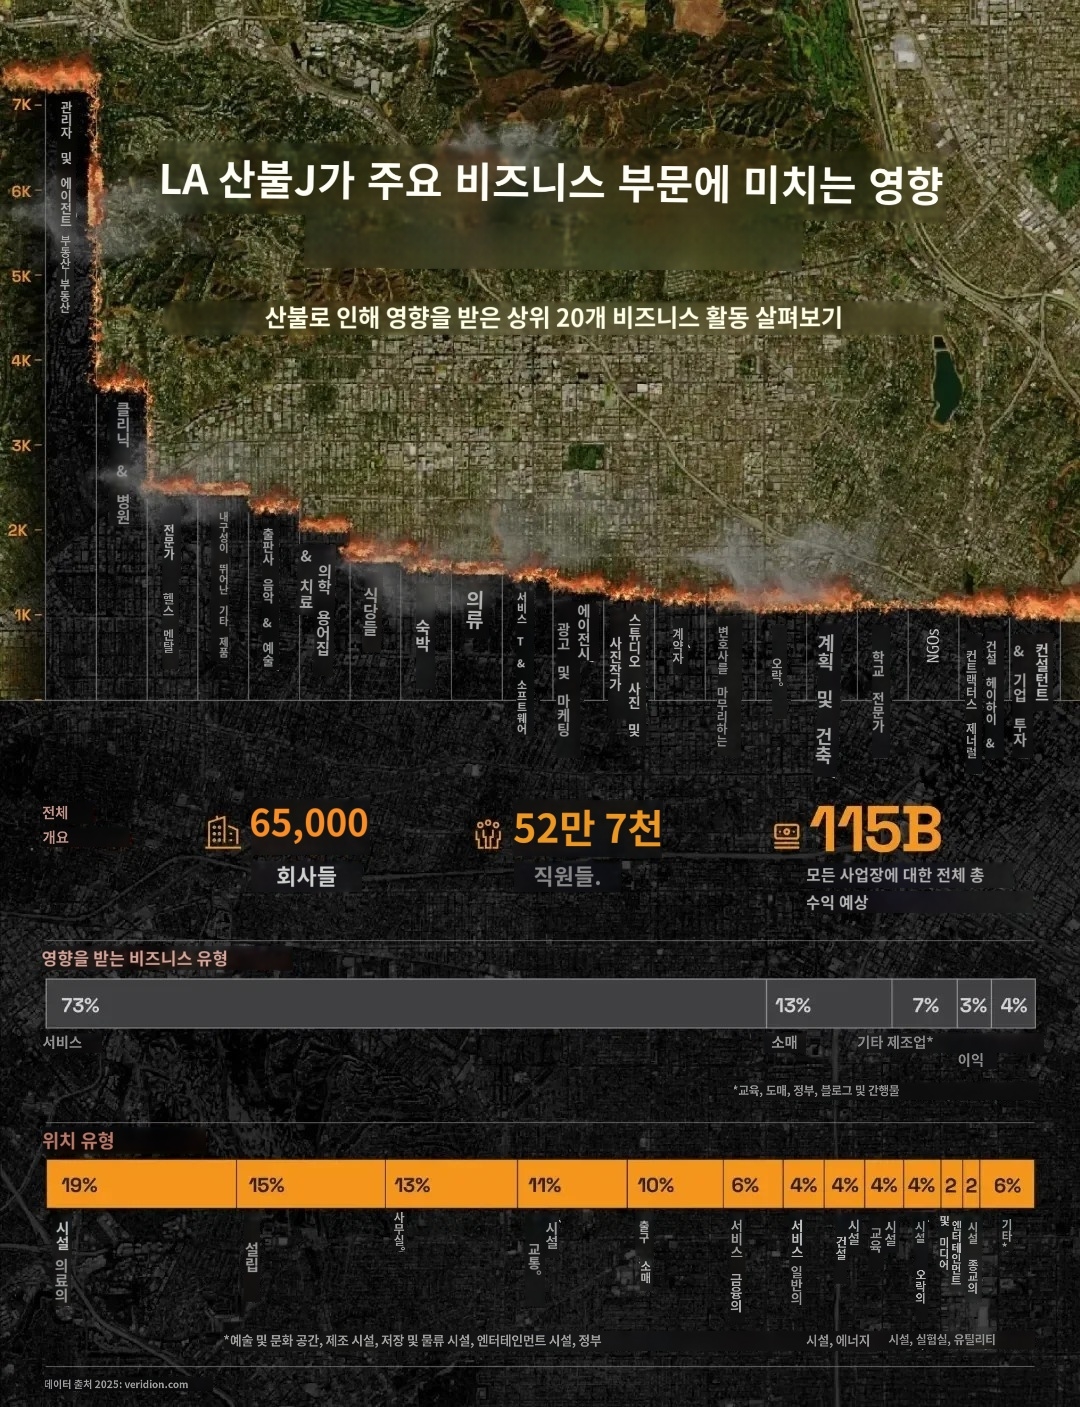 LA 산불J가 주요 비즈니스 부문에 미치는 영향
산불로 인해 영향을 받은 상위 20개 비즈니스 활동 살펴보기
7K
6K
5K
4K
3K
2K
1K
관리자 및 에이전트 부동산—부동산
클리닉 & 병원
전문가 헬스 멘탈
내구성이 뛰어난 기타 제품
출판사 음악 & 예술
& 치료
의학 용어집
식당들
숙박
의류
서비스 T & 소프트웨어
광고 및 마케팅
에이전시
사진작가
스튜디오 사진 및
계약자
변호사를 마무리하는
오락。
계획 및 건축
학교 전문가
NGOS
컨트랙터스 제너럴
건설 헤이하이 &
& 기업 투자
컨설턴트
전체
개요
65,000
회사들
52만 7천
직원들.
115B
모든 사업장에 대한 전체 총
수익 예상
영향을 받는 비즈니스 유형
73% 13% 7% 3% 4%
서비스 소매 기타 제조업*
이익
*교육, 도매, 정부, 블로그 및 간행물
위치 유형
19% 15% 13% 11% 10% 6% 4% 4% 4% 4% 2 2 6%
시설 의료의
설립
사무실。
교통。
시설
출구 소매
서비스 금융의
서비스 일반의
건설
시설
교육
시설
시설 오락의
및 미디어
엔터테인먼트
시설 종교의
기타*
*예술 및 문화 공간, 제조 시설, 저장 및 물류 시설, 엔터테인먼트 시설, 정부 시설, 에너지 시설, 실험실, 유틸리티
데이터 출처 2025: veridion.com